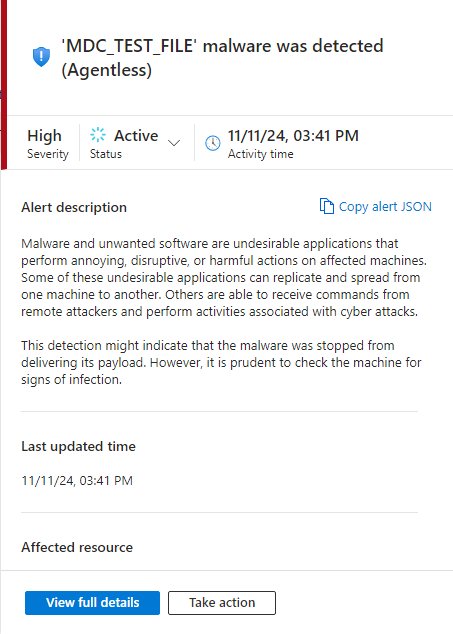 'MDC_TEST_FILE' malware was detected
(Agentless)
High
Severity
Active
Status
11/11/24, 03:41 PM
Activity time
Alert description
Copy alert JSON
Malware and unwanted software are undesirable applications that
perform annoying, disruptive, or harmful actions on affected machines.
Some of these undesirable applications can replicate and spread from
one machine to another. Others are able to receive commands from
remote attackers and perform activities associated with cyber attacks.
This detection might indicate that the malware was stopped from
delivering its payload. However, it is prudent to check the machine for
signs of infection.
Last updated time
11/11/24, 03:41 PM
Affected resource
View full details
Take action